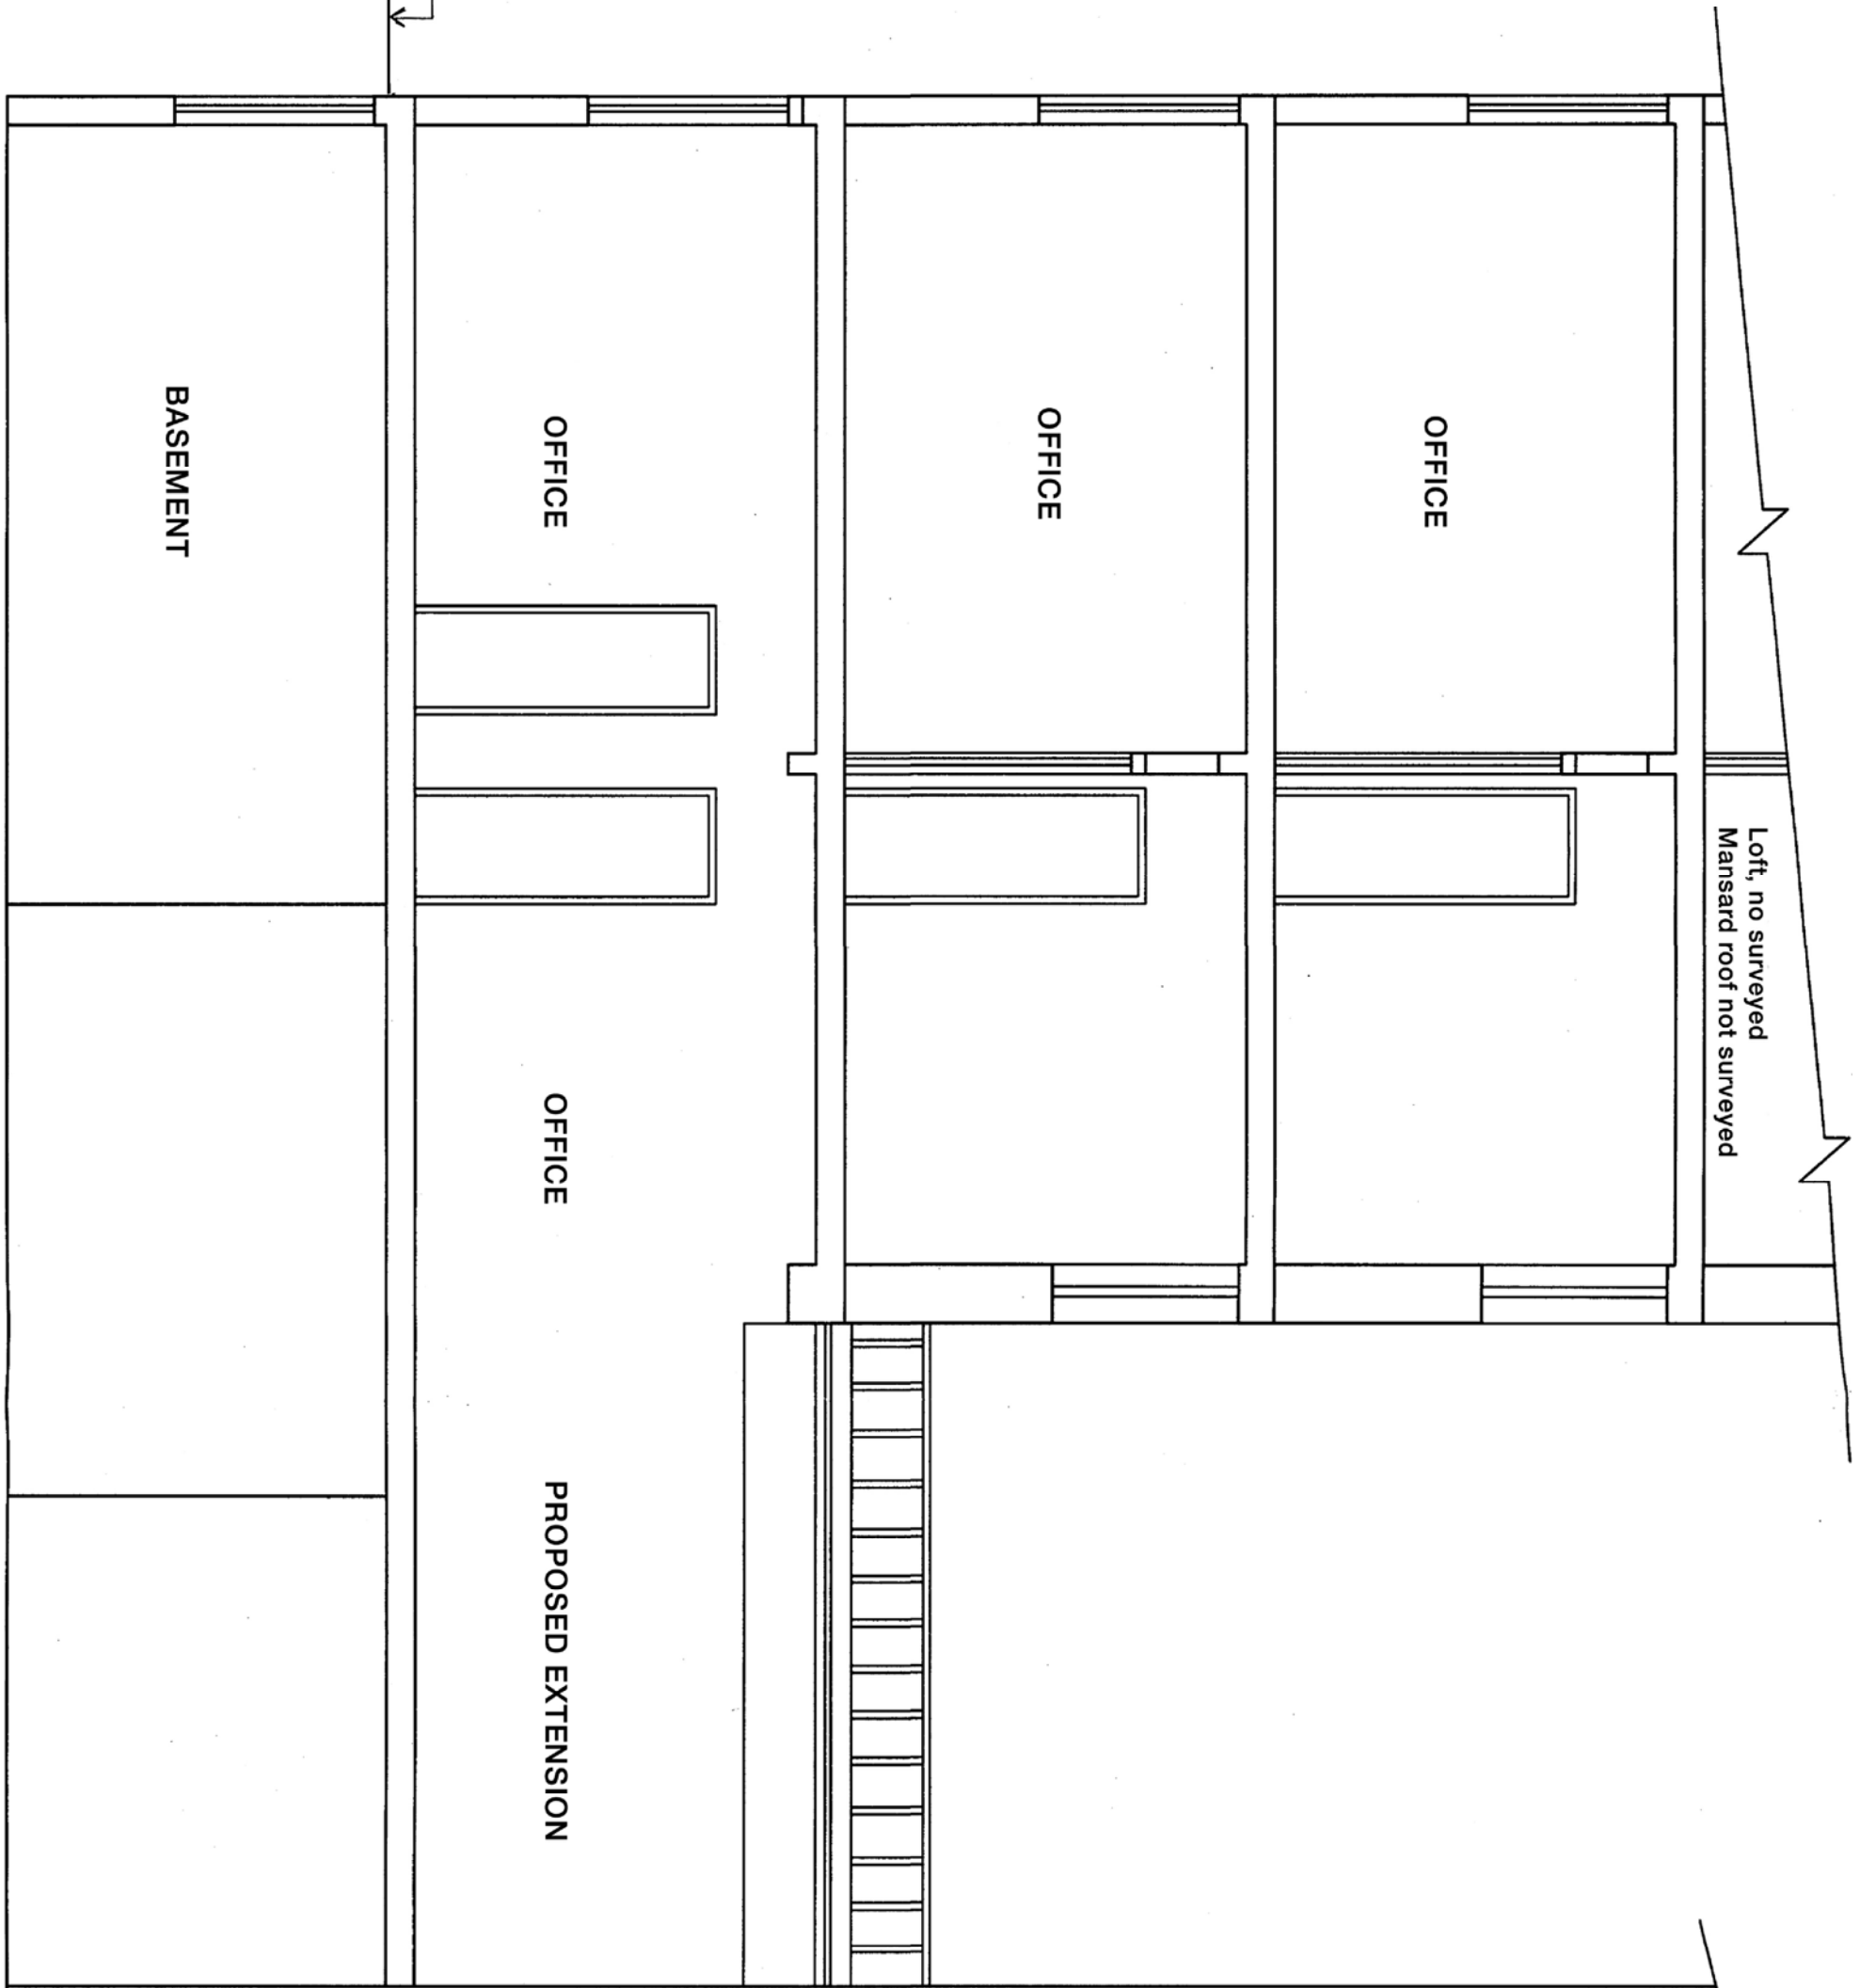 Loft, no surveyed
Mansard roof not surveyed
OFFICE
OFFICE
OFFICE
OFFICE
PROPOSED EXTENSION
BASEMENT